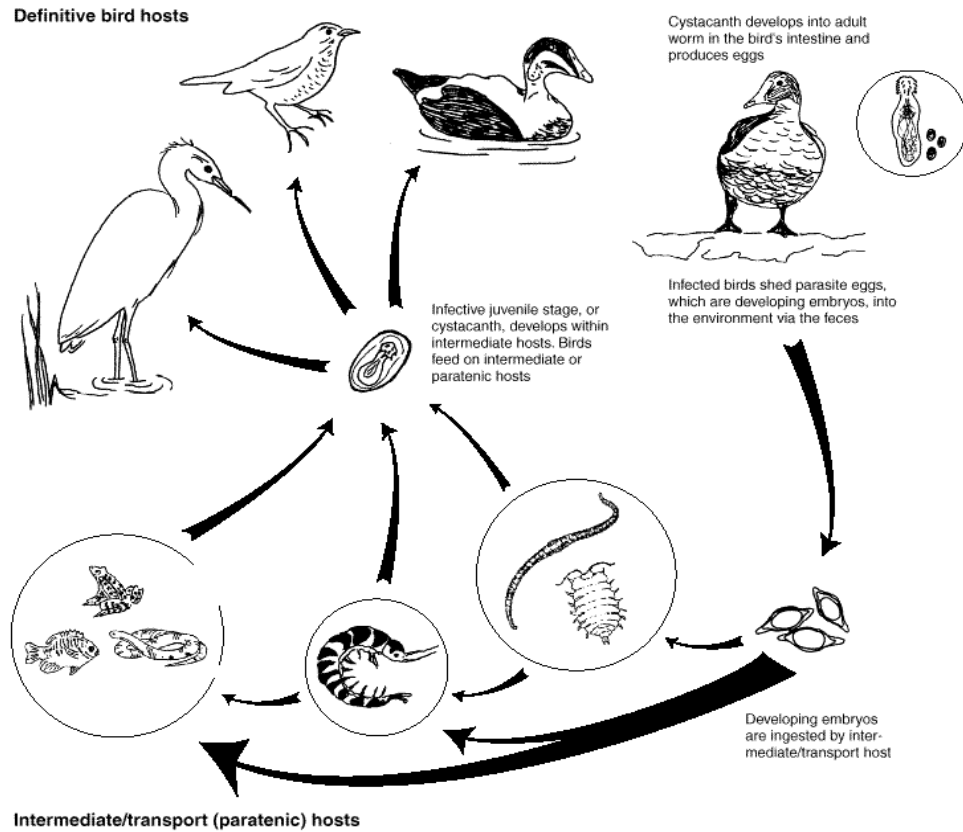 Definitive bird hosts
Cystacanth develops into adult
worm in the bird's intestine and
produces eggs
Infected birds shed parasite eggs,
which are developing embryos, into
the environment via the feces
Infective juvenile stage, or
cystacanth, develops within
intermediate hosts. Birds
feed on intermediate or
paratenic hosts
Developing embryos
are ingested by inter-
mediate/transport host
Intermediate/transport (paratenic) hosts